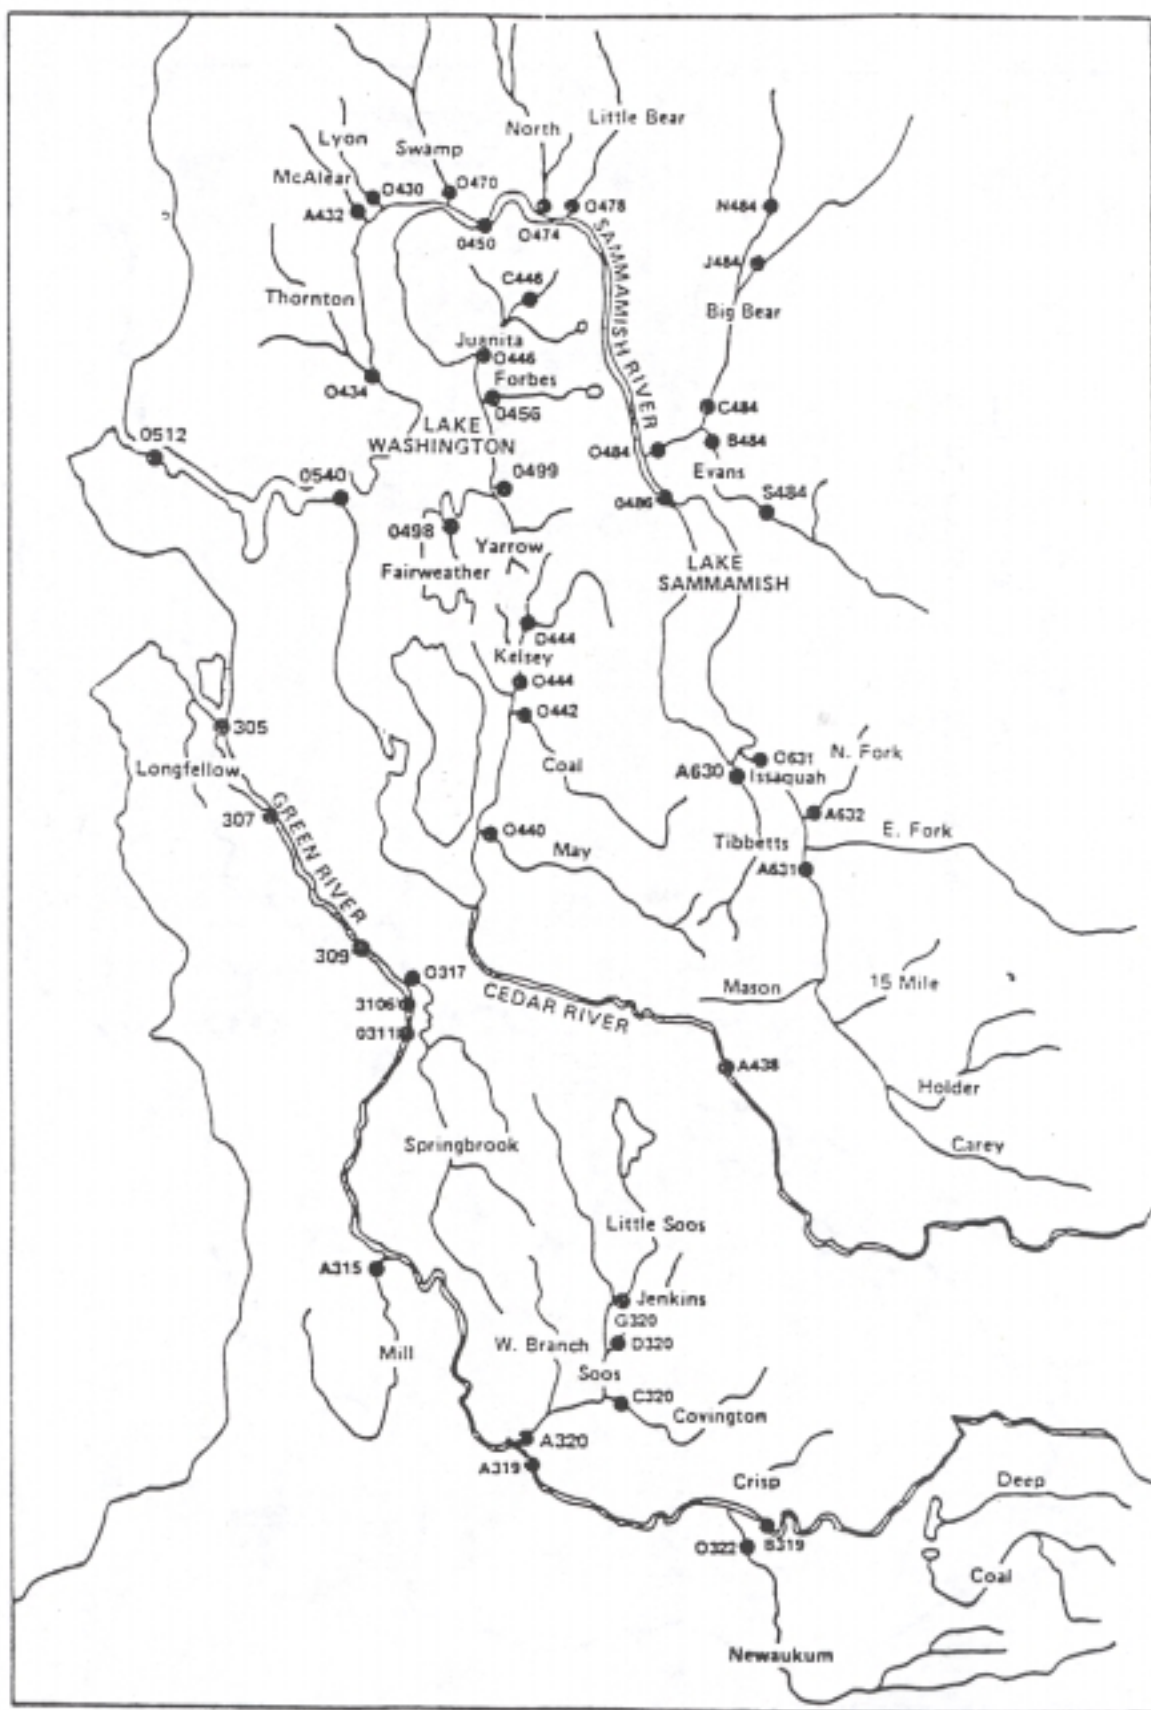 Lyon
Swamp
North
Little Bear
McAlear
O430
O470
A432
O478
N484
O450
O474
SAMMAMISH RIVER
J484
C446
Thornton
Big Bear
Juanita
O446
Forbes
O434
O456
C484
LAKE
WASHINGTON
0512
O484
B484
Evans
0540
O499
O486
S484
O498
Yarrow
LAKE
SAMMAMISH
Fairweather
D444
Kelsey
O444
O442
305
N. Fork
Longfellow
Coal
A630
O631
Issaquah
307
GREEN RIVER
A632
O440
E. Fork
May
Tibbetts
A631
309
O317
15 Mile
Mason
3106
CEDAR RIVER
0311
A438
Holder
Springbrook
Carey
Little Soos
A315
Jenkins
G320
D320
Mill
W. Branch
Soos
C320
Covington
A320
A319
Crisp
Deep
O322
B319
Coal
Newaukum